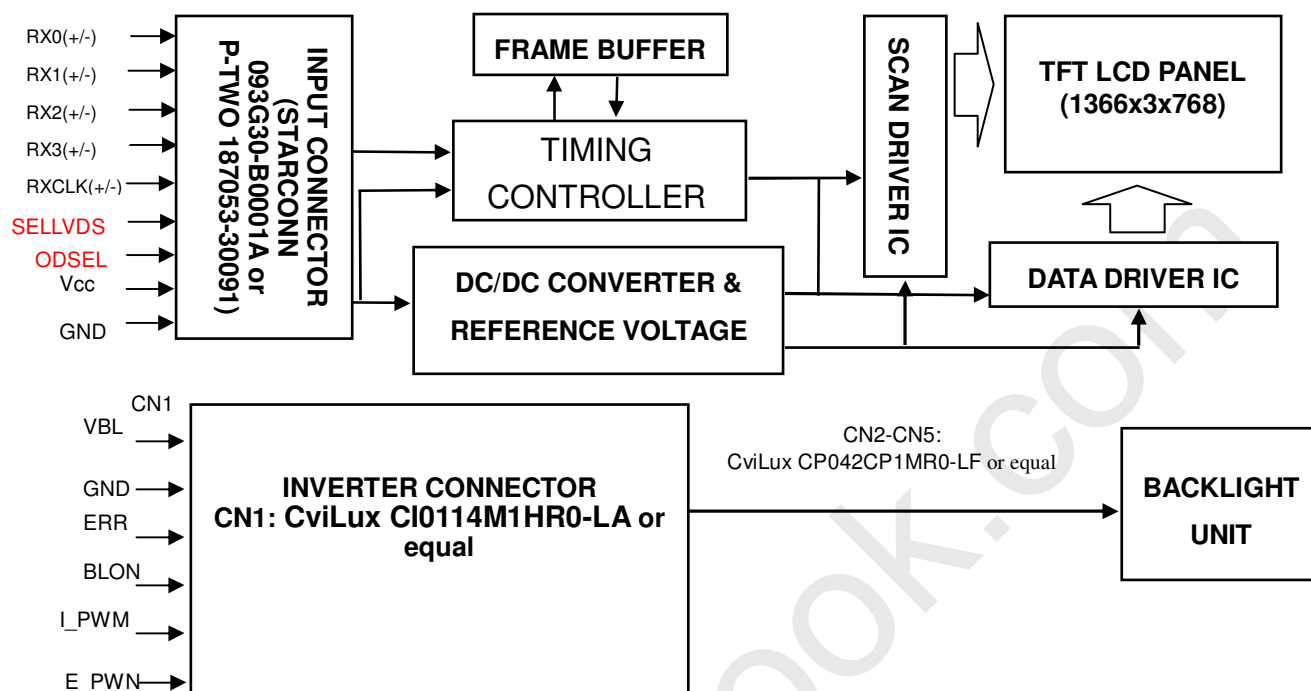 RX0(+/-)
RX1(+/-)
RX2(+/-)
RX3(+/-)
RXCLK(+/-)
SELLVDS
ODSEL
Vcc
GND
INPUT CONNECTOR
(STARCONN
093G30-B0001A or
P-TWO 187053-30091)
FRAME BUFFER
TIMING
CONTROLLER
DC/DC CONVERTER &
REFERENCE VOLTAGE
SCAN DRIVER IC
TFT LCD PANEL
(1366x3x768)
DATA DRIVER IC
CN1
VBL
GND
ERR
BLON
I_PWM
E_PWN
INVERTER CONNECTOR
CN1: CviLux CI0114M1HR0-LA or
equal
CN2-CN5:
CviLux CP042CP1MR0-LF or equal
BACKLIGHT
UNIT
ook.com